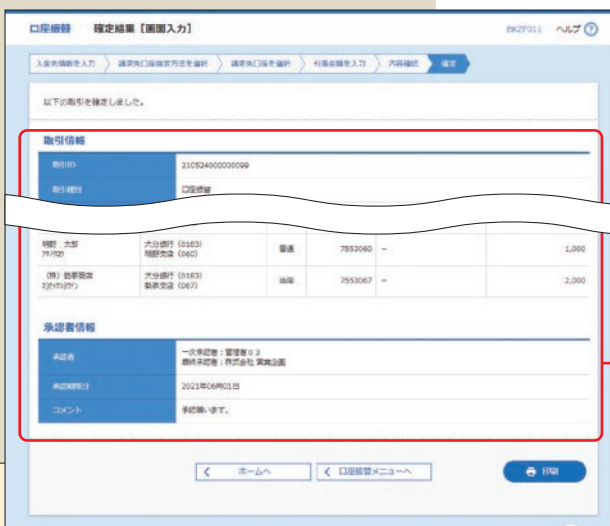 口座振替 確定結果［画面入力］ BKZF011 ヘルプ ?
入金先情報を入力 請求先口座指定方法を選択 請求先口座を選択 引落金額を入力 内容確認 確定
以下の取引を確定しました。
取引情報
取引ID 210524000000099
取引種別 口座振替
明野 太郎 大分銀行 (0183) 普通 7553060 - 1,000
ｱｹﾉﾀﾛｳ 明野支店 (060)
(株) 大分銀行 (0183) 当座 7553067 - 2,000
支店 (067)
承認者情報
承認者 一次承認者：管理者03
最終承認者：株式会社 営業企画
承認期限日 2021年06月01日
コメント 承認願います。
ホームへ 口座振替メニューへ 印刷